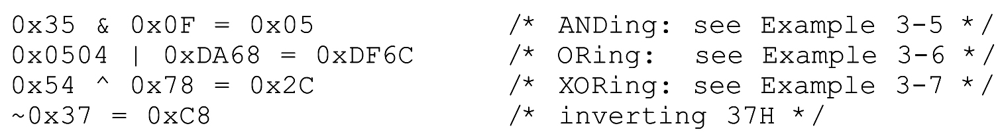 0x35 & 0x0F = 0x05 /* ANDing: see Example 3-5 */
0x0504 | 0xDA68 = 0xDF6C /* ORing: see Example 3-6 */
0x54 ^ 0x78 = 0x2C /* XORing: see Example 3-7 */
~0x37 = 0xC8 /* inverting 37H */